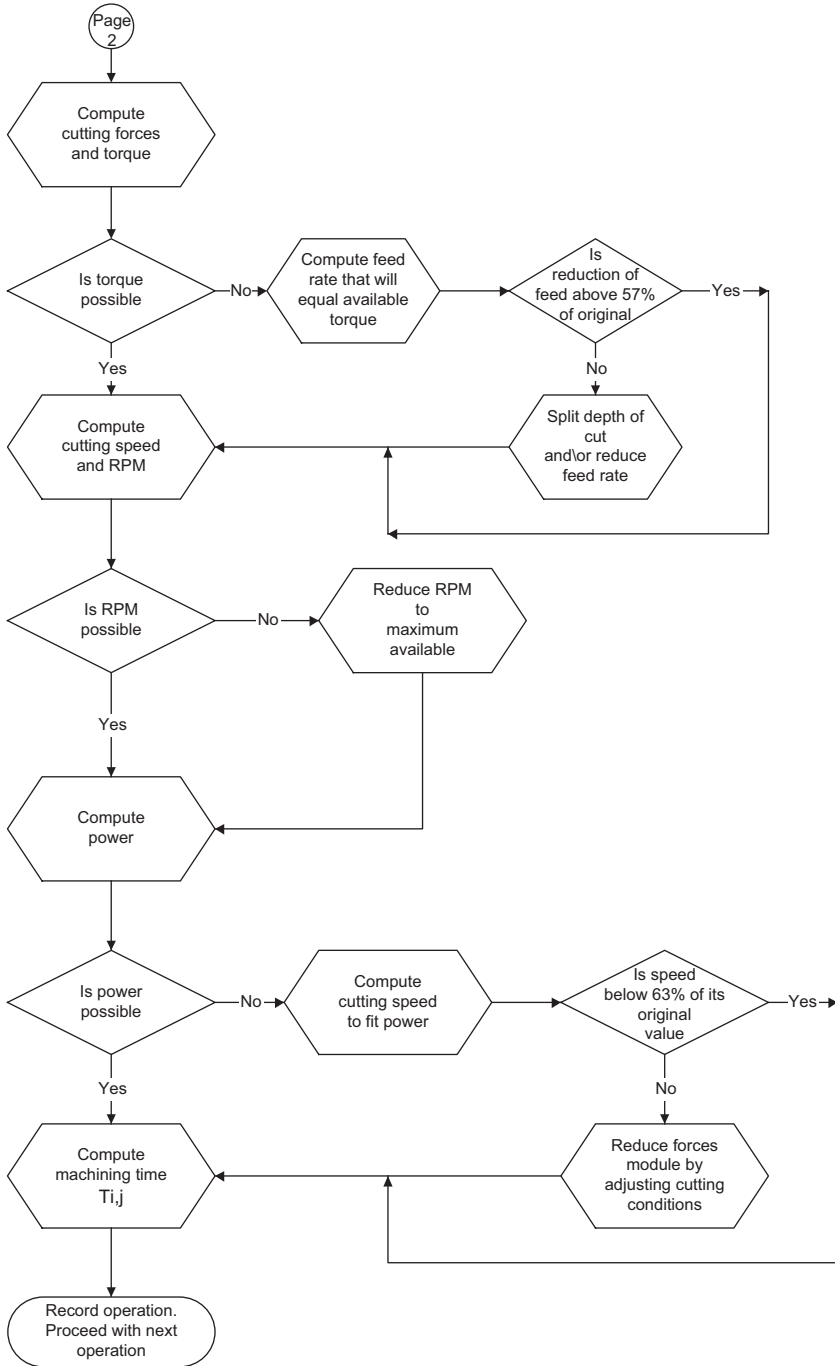 Page
2
Compute
cutting forces
and torque
Is torque
possible
No
Compute feed
rate that will
equal available
torque
Is
reduction of
feed above 57%
of original
Yes
Yes
No
Compute
cutting speed
and RPM
Split depth of
cut
and\or reduce
feed rate
Is RPM
possible
No
Reduce RPM
to
maximum
available
Yes
Compute
power
Is power
possible
No
Compute
cutting speed
to fit power
Is speed
below 63% of its
original
value
Yes
Yes
No
Compute
machining time
Ti,j
Reduce forces
module by
adjusting cutting
conditions
Record operation.
Proceed with next
operation